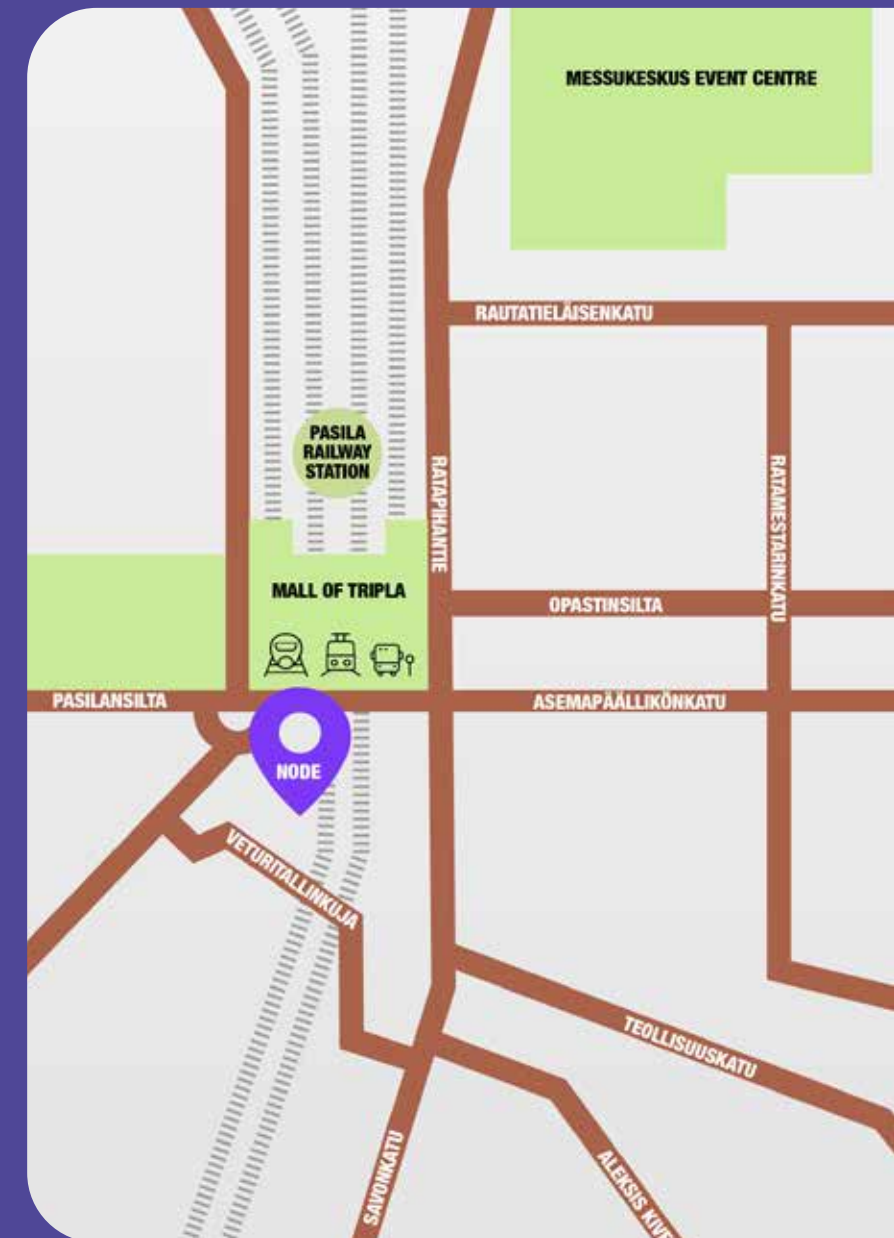 MESSUKESKUS EVENT CENTRE
RAUTATIELÄISENKATU
PASILA
RAILWAY
STATION
RATAPIHANTIE
RATAMESTARINKATU
MALL OF TRIPLA
OPASTINSILTA
PASILANSILTA
ASEMAPÄÄLLIKÖNKATU
NODE
VETURITALLINKUJA
TEOLLISUUSKATU
SAVONKATU
ALEKSIS